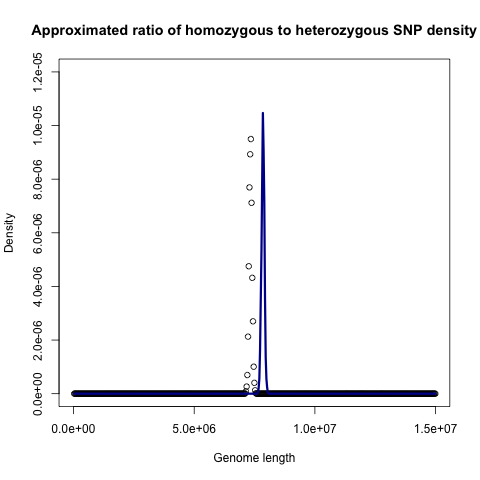 Approximated ratio of homozygous to heterozygous SNP density
1.2e-05
1.0e-05
8.0e-06
6.0e-06
4.0e-06
2.0e-06
0.0e+00
Density
0.0e+00 5.0e+06 1.0e+07 1.5e+07
Genome length